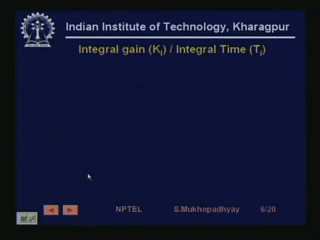 Indian Institute of Technology, Kharagpur
Integral gain (KI) / Integral Time (TI)
NPTEL S.Mukhopadhyay 6/20